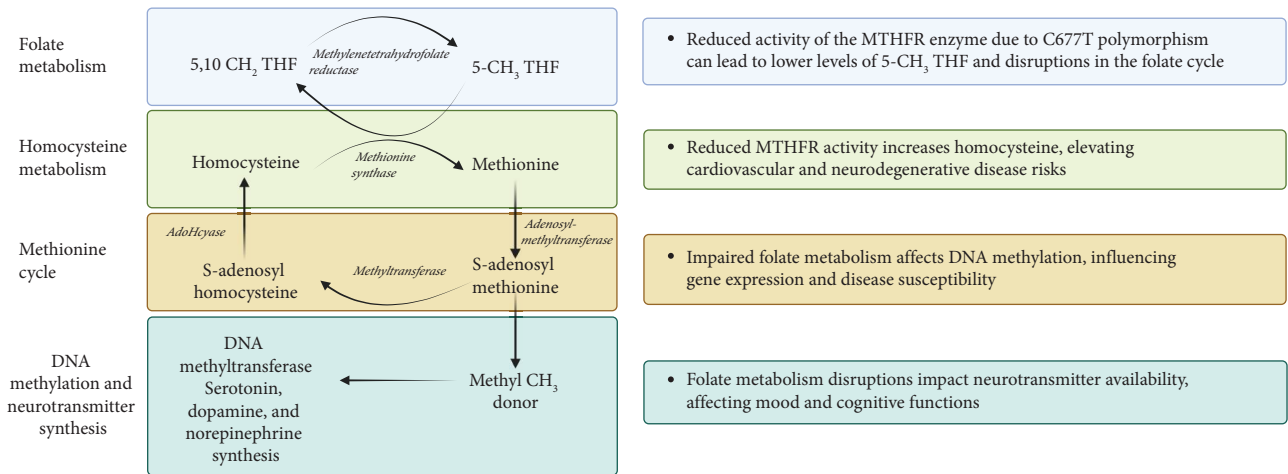 Folate
metabolism
5,10 CH₂ THF
Methylenetetrahydrofolate
reductase
5-CH₃ THF
• Reduced activity of the MTHFR enzyme due to C677T polymorphism
can lead to lower levels of 5-CH₃ THF and disruptions in the folate cycle
Homocysteine
metabolism
Homocysteine
Methionine
synthase
Methionine
• Reduced MTHFR activity increases homocysteine, elevating
cardiovascular and neurodegenerative disease risks
Methionine
cycle
AdoHcyase
Adenosyl-
methyltransferase
S-adenosyl
homocysteine
Methyltransferase
S-adenosyl
methionine
• Impaired folate metabolism affects DNA methylation, influencing
gene expression and disease susceptibility
DNA
methylation and
neurotransmitter
synthesis
DNA
methyltransferase
Serotonin,
dopamine, and
norepinephrine
synthesis
Methyl CH₃
donor
• Folate metabolism disruptions impact neurotransmitter availability,
affecting mood and cognitive functions